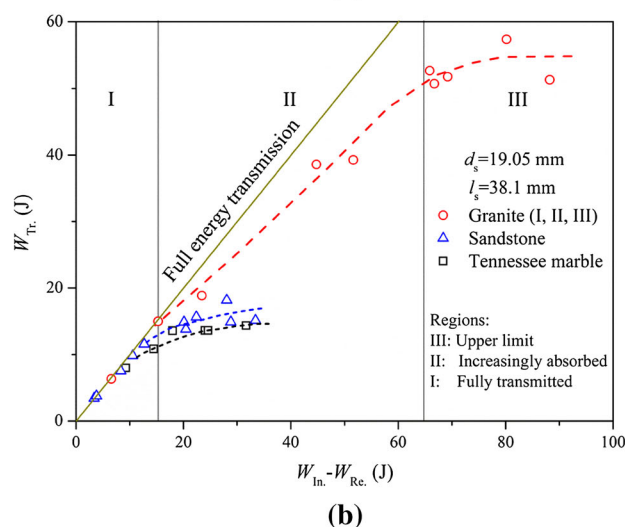 60
40
20
0
0
20
40
60
80
100
W_Tr. (J)
W_In.-W_Re. (J)
I
II
III
Full energy transmission
d_s=19.05 mm
l_s=38.1 mm
Granite (I, II, III)
Sandstone
Tennessee marble
Regions:
III: Upper limit
II: Increasingly absorbed
I: Fully transmitted
(b)